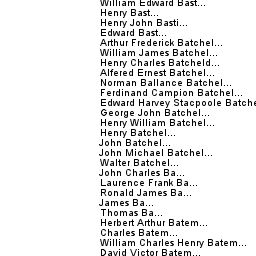 William Edward Bast...
Henry Bast...
Henry John Basti...
Edward Bast...
Arthur Frederick Batchel...
William James Batchel...
Henry Charles Batcheld...
Alfered Ernest Batchel...
Norman Ballance Batchel...
Ferdinand Campion Batchel...
Edward Harvey Stacpoole Batche
George John Batchel...
Henry William Batchel...
Henry Batchel...
John Batchel...
John Michael Batchel...
Walter Batchel...
John Charles Ba...
Laurence Frank Ba...
Ronald James Ba...
James Ba...
Thomas Ba...
Herbert Arthur Batem...
Charles Batem...
William Charles Henry Batem...
David Victor Batem...